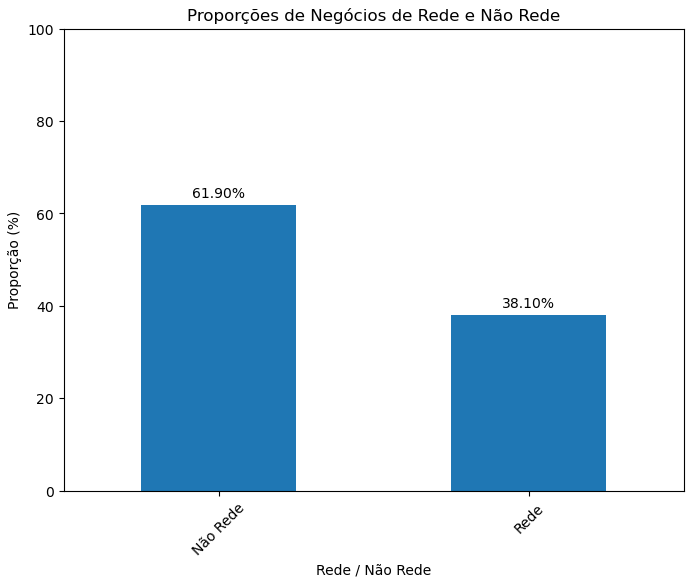 Proporções de Negócios de Rede e Não Rede
100
80
60
40
20
0
Proporção (%)
61.90%
38.10%
Não Rede
Rede
Rede / Não Rede